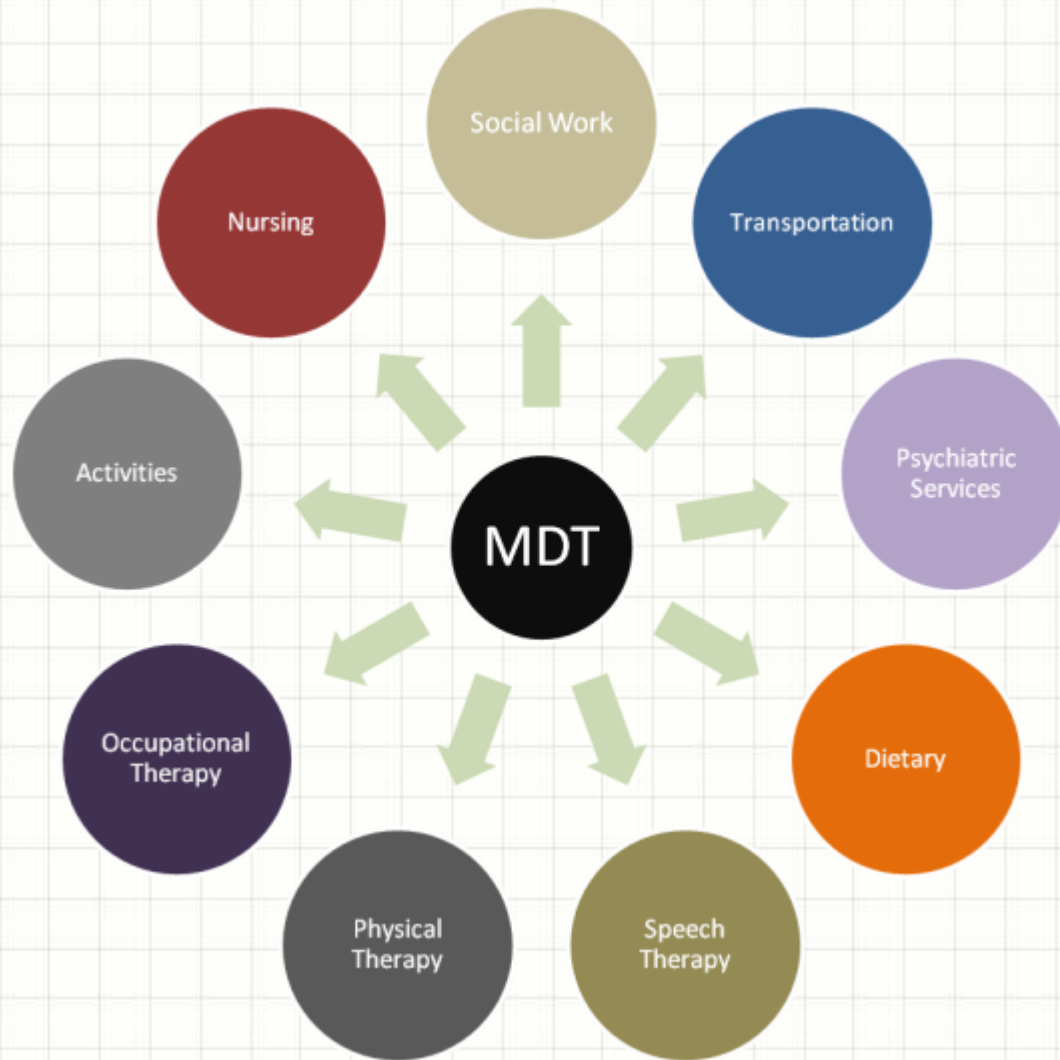 Social Work
Nursing
Transportation
Activities
Psychiatric
Services
MDT
Occupational
Therapy
Dietary
Physical
Therapy
Speech
Therapy